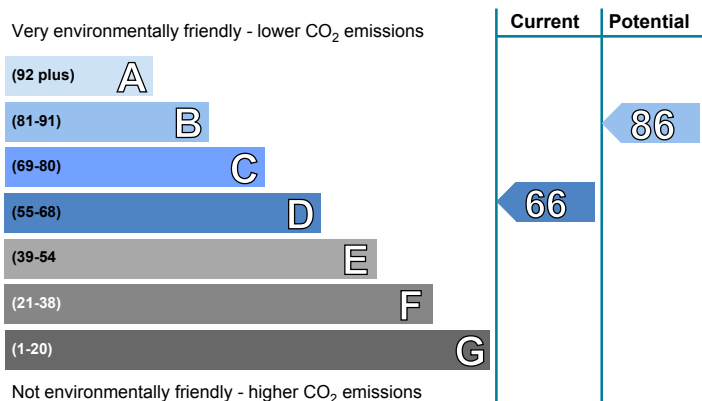 Very environmentally friendly - lower CO₂ emissions
Current
Potential
(92 plus) A
(81-91) B
(69-80) C
(55-68) D
(39-54 E
(21-38) F
(1-20) G
86
66
Not environmentally friendly - higher CO₂ emissions